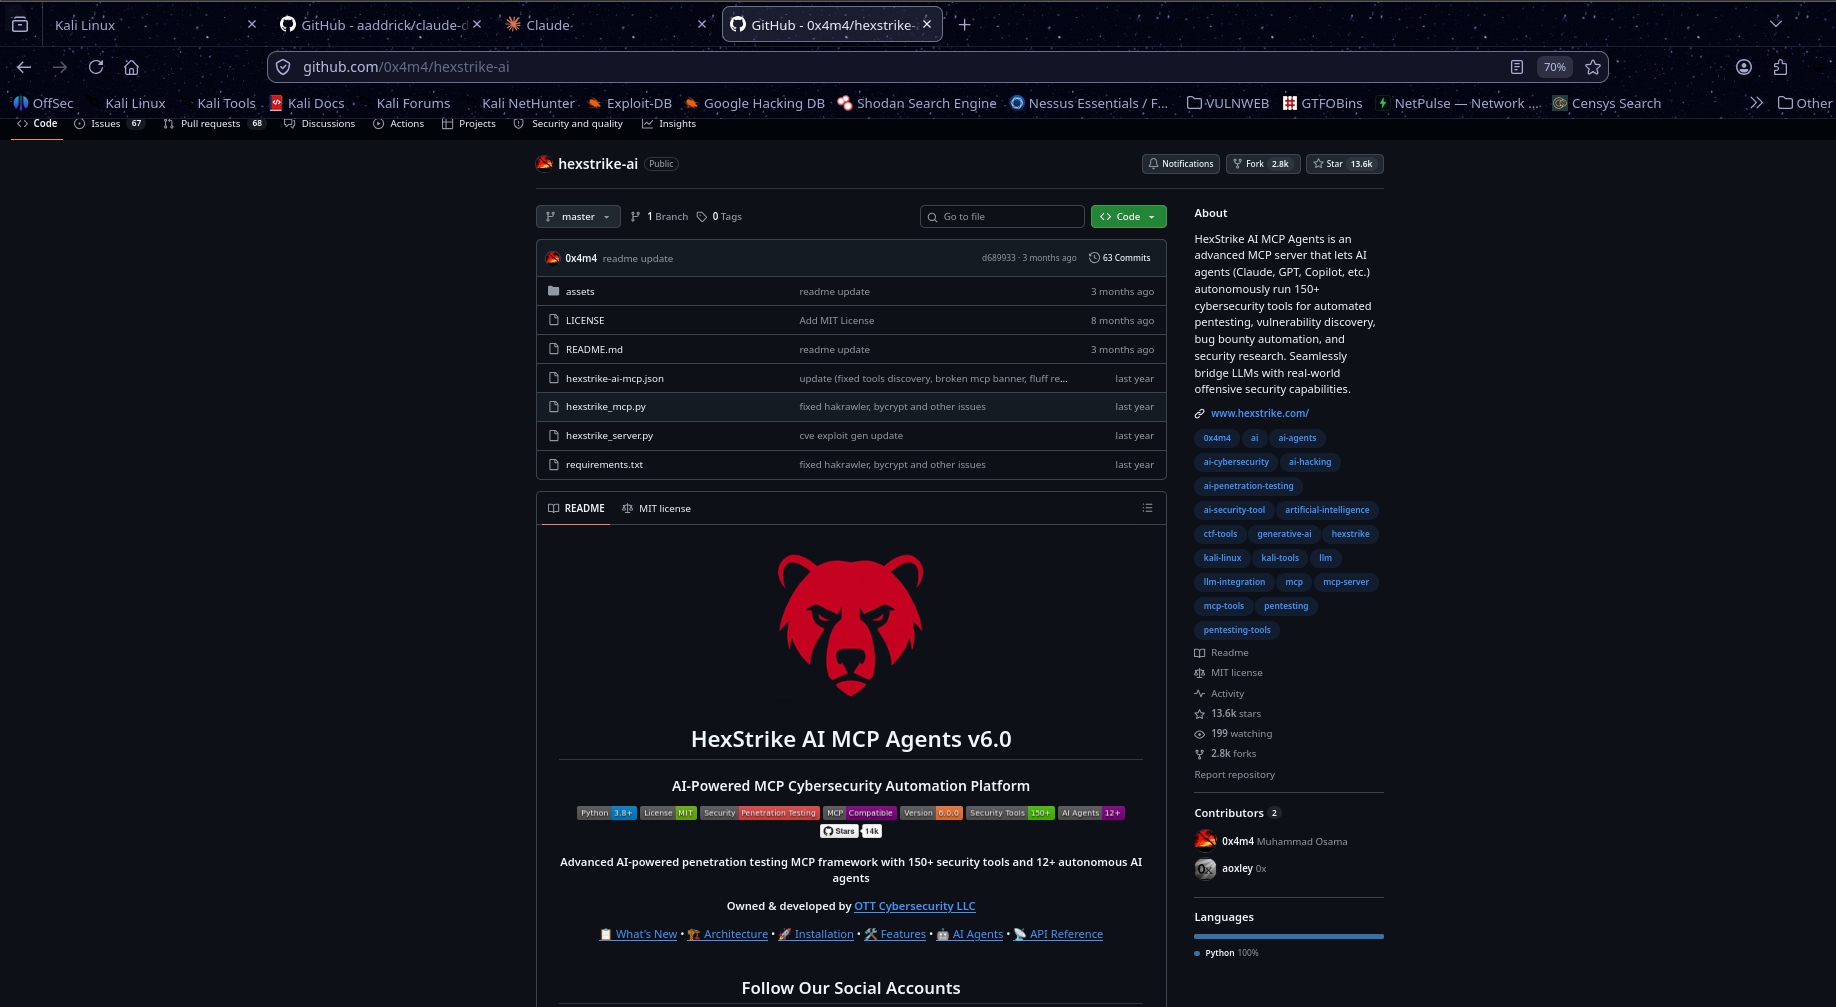 Kali Linux
GitHub - aaddrick/claude-d
Claude
GitHub - 0x4m4/hexstrike-
github.com/0x4m4/hexstrike-ai
70%
OffSec
Kali Linux
Kali Tools
Kali Docs
Kali Forums
Kali NetHunter
Exploit-DB
Google Hacking DB
Shodan Search Engine
Nessus Essentials / F...
VULNWEB
GTFOBins
NetPulse — Network ...
Censys Search
Other
Code
Issues 67
Pull requests 68
Discussions
Actions
Projects
Security and quality
Insights
hexstrike-ai Public
Notifications
Fork 2.8k
Star 13.6k
master
1 Branch
0 Tags
Go to file
Code
0x4m4 readme update d689933 · 3 months ago 63 Commits
assets readme update 3 months ago
LICENSE Add MIT License 8 months ago
README.md readme update 3 months ago
hexstrike-ai-mcp.json update (fixed tools discovery, broken mcp banner, fluff re... last year
hexstrike_mcp.py fixed hakrawler, bycrypt and other issues last year
hexstrike_server.py cve exploit gen update last year
requirements.txt fixed hakrawler, bycrypt and other issues last year
README
MIT license
HexStrike AI MCP Agents v6.0
AI-Powered MCP Cybersecurity Automation Platform
Python 3.8+ License MIT Security Penetration Testing MCP Compatible Version 6.0.0 Security Tools 150+ AI Agents 12+
Stars 14k
Advanced AI-powered penetration testing MCP framework with 150+ security tools and 12+ autonomous AI
agents
Owned & developed by OTT Cybersecurity LLC
What's New • Architecture • Installation • Features • AI Agents • API Reference
Follow Our Social Accounts
About
HexStrike AI MCP Agents is an
advanced MCP server that lets AI
agents (Claude, GPT, Copilot, etc.)
autonomously run 150+
cybersecurity tools for automated
pentesting, vulnerability discovery,
bug bounty automation, and
security research. Seamlessly
bridge LLMs with real-world
offensive security capabilities.
www.hexstrike.com/
0x4m4 ai ai-agents
ai-cybersecurity ai-hacking
ai-penetration-testing
ai-security-tool artificial-intelligence
ctf-tools generative-ai hexstrike
kali-linux kali-tools llm
llm-integration mcp mcp-server
mcp-tools pentesting
pentesting-tools
Readme
MIT license
Activity
13.6k stars
199 watching
2.8k forks
Report repository
Contributors 2
0x4m4 Muhammad Osama
0x
aoxley 0x
Languages
Python 100%